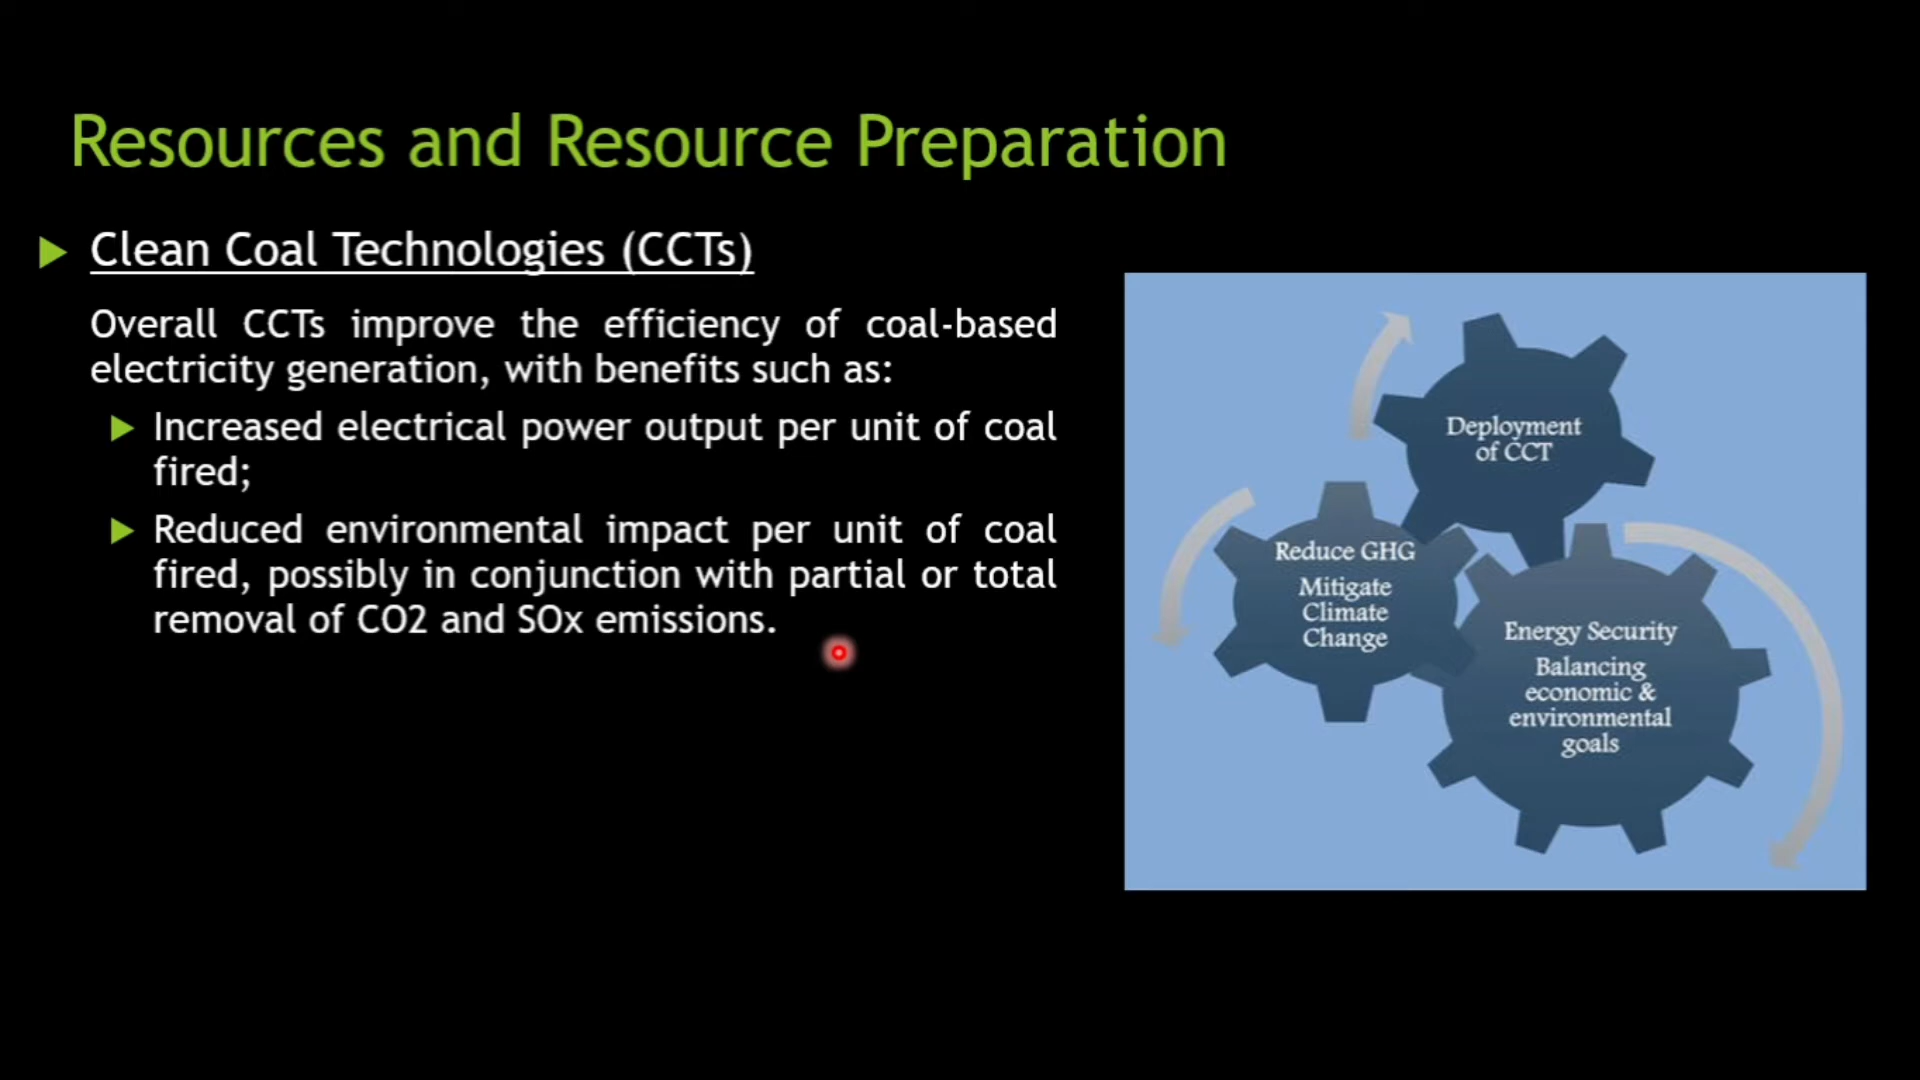 Resources and Resource Preparation
Clean Coal Technologies (CCTs)
Overall CCTs improve the efficiency of coal-based
electricity generation, with benefits such as:
Increased electrical power output per unit of coal
fired;
Reduced environmental impact per unit of coal
fired, possibly in conjunction with partial or total
removal of CO2 and SOx emissions.
Deployment
of CCT
Reduce GHG
Mitigate
Climate
Change
Energy Security
Balancing
economic &
environmental
goals